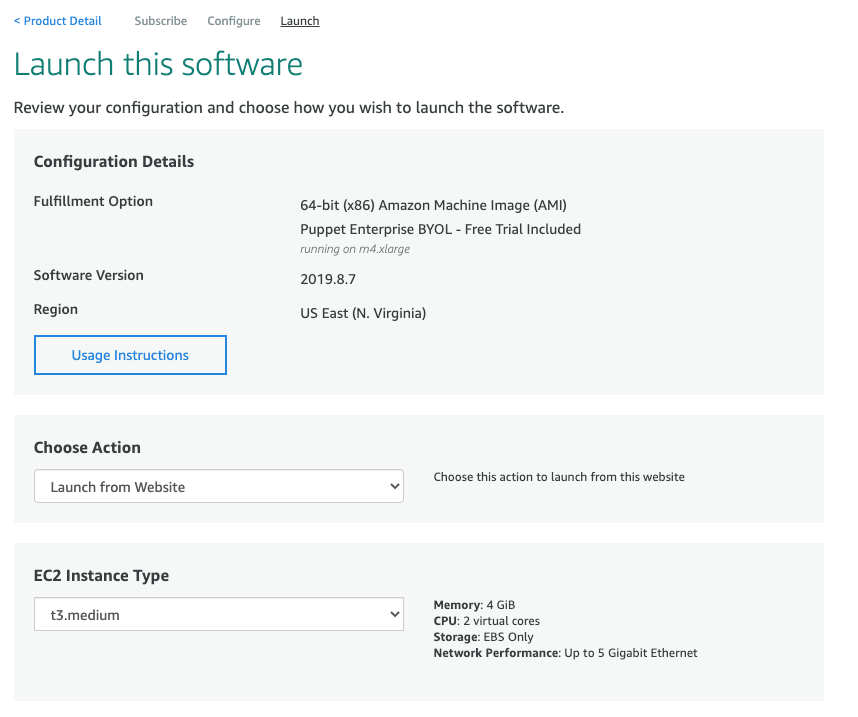 < Product Detail Subscribe Configure Launch
Launch this software
Review your configuration and choose how you wish to launch the software.
Configuration Details
Fulfillment Option
64-bit (x86) Amazon Machine Image (AMI)
Puppet Enterprise BYOL - Free Trial Included
running on m4.xlarge
Software Version
2019.8.7
Region
US East (N. Virginia)
Usage Instructions
Choose Action
Launch from Website
Choose this action to launch from this website
EC2 Instance Type
t3.medium
Memory: 4 GiB
CPU: 2 virtual cores
Storage: EBS Only
Network Performance: Up to 5 Gigabit Ethernet